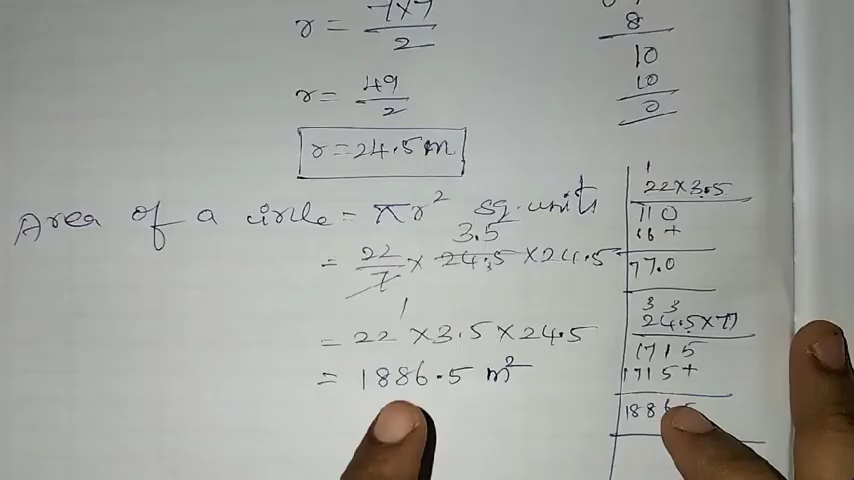 r = 7×7/2
8
10
r = 49/2
10
0
r = 24.5 m
Area of a circle = πr² sq. units
3.5
= 22/7 × 24.5 × 24.5
1
= 22 × 3.5 × 24.5
= 1886.5 m²
1
22×3.5
110
66+
77.0
3 3
24.5×77
1715
1715+
1886